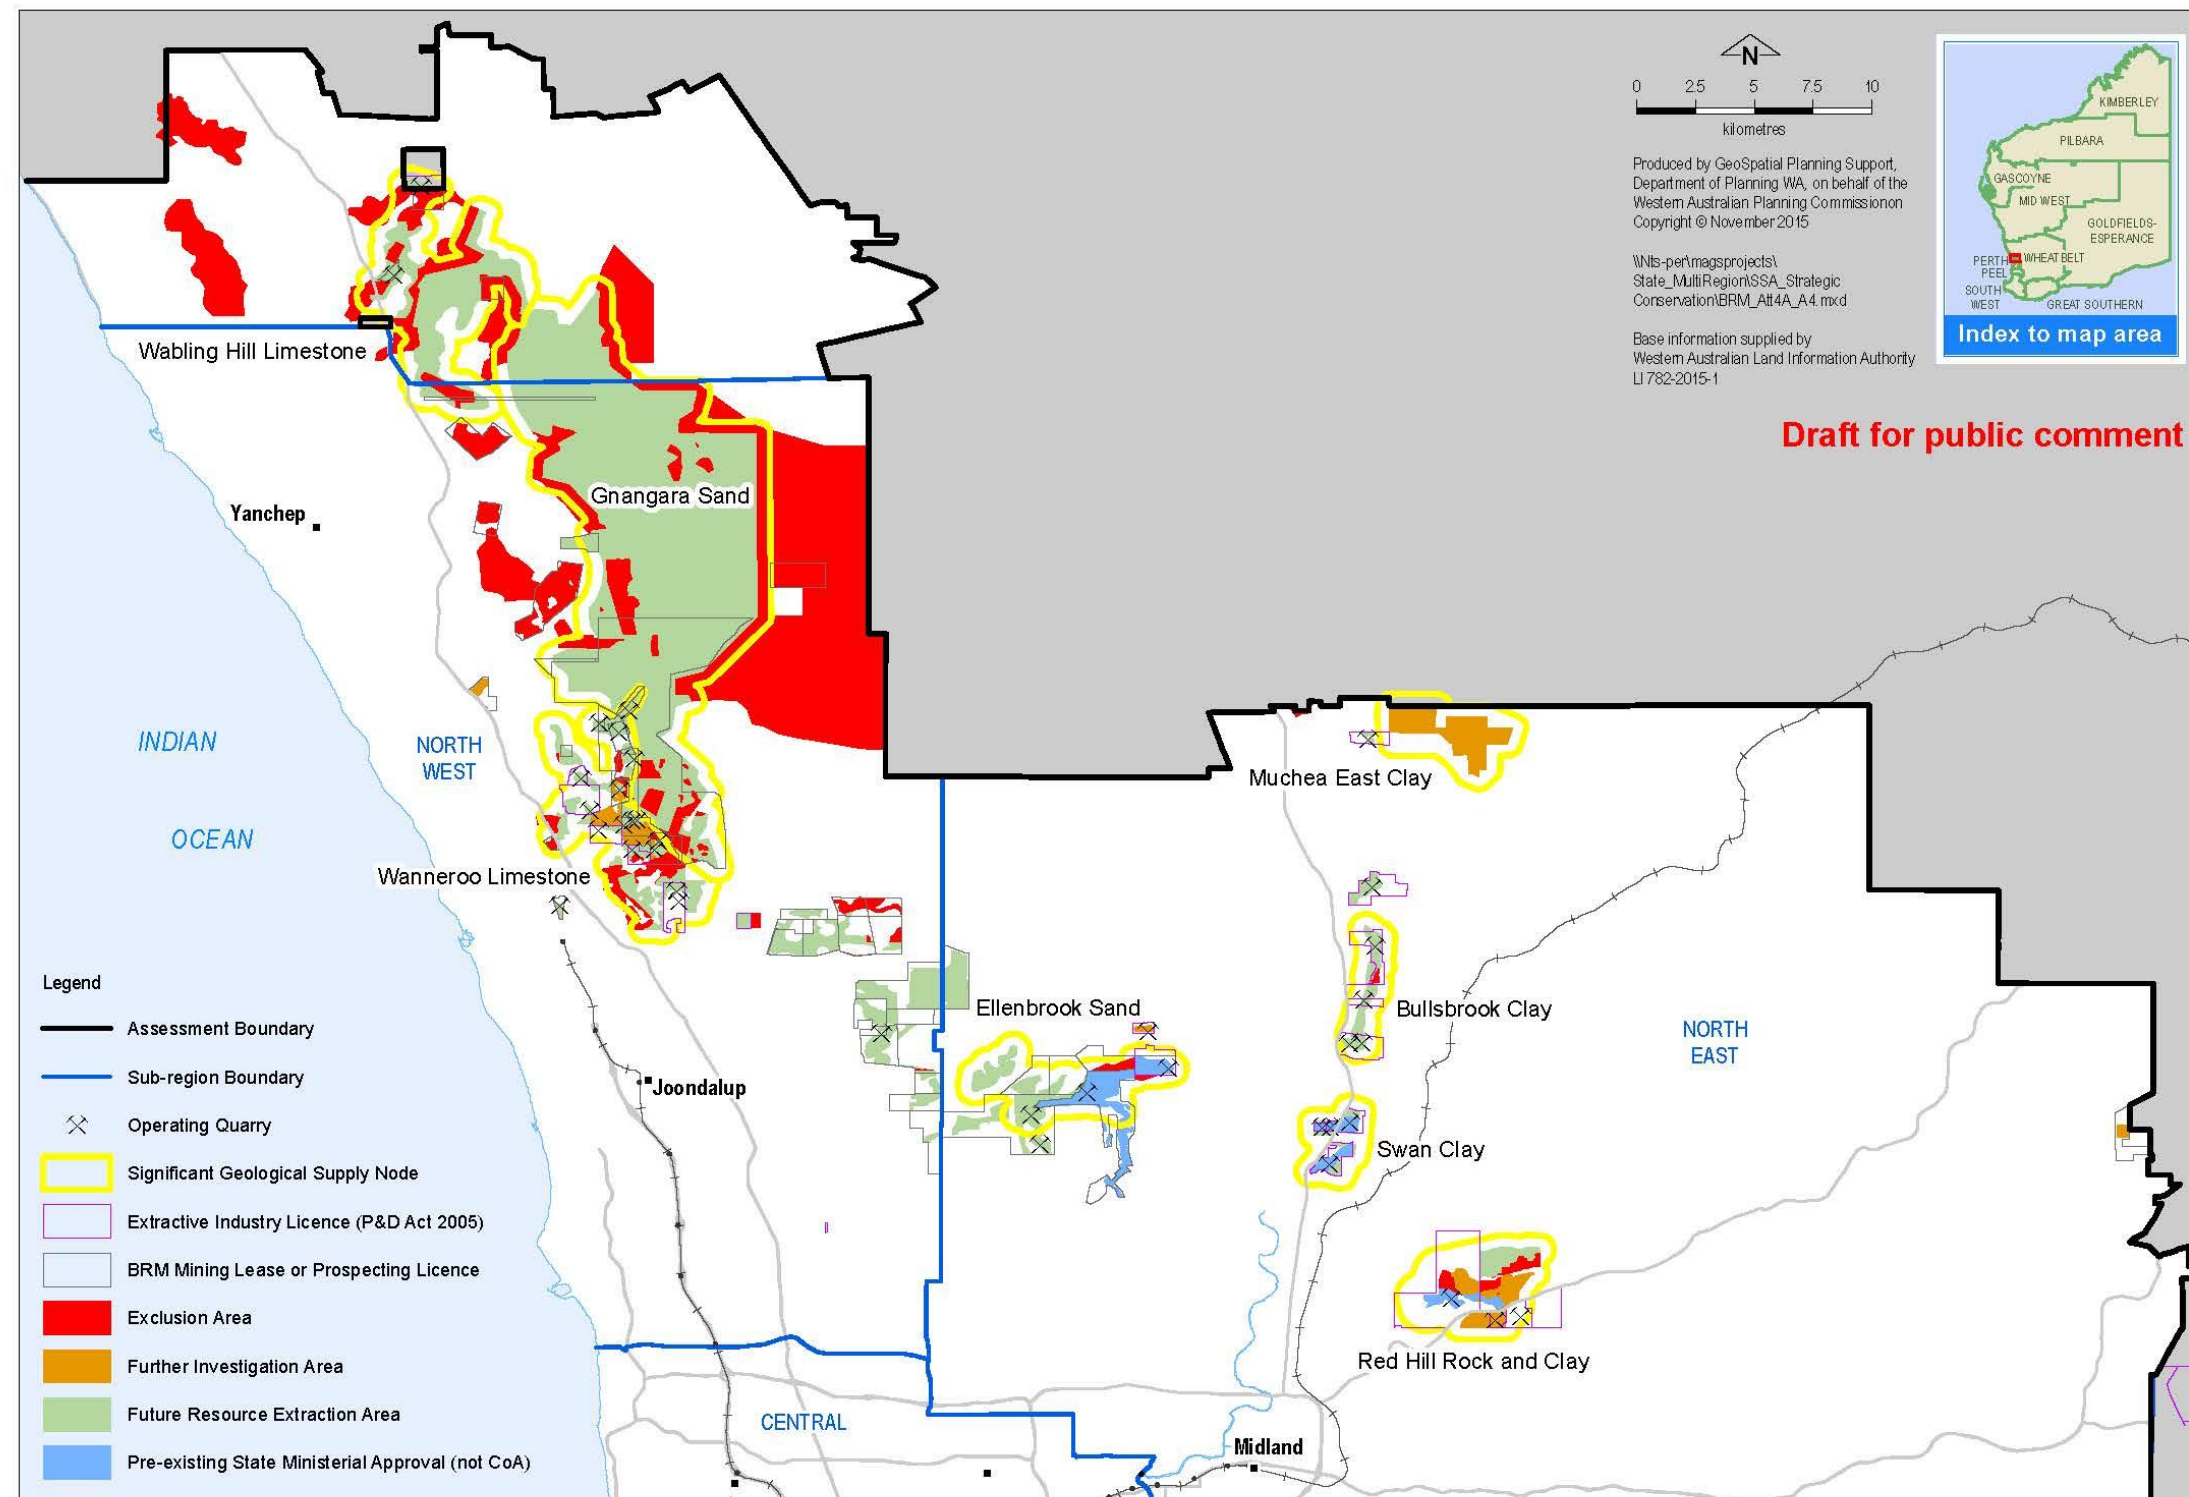 N
0 2.5 5 7.5 10
kilometres
Produced by GeoSpatial Planning Support,
Department of Planning WA, on behalf of the
Western Australian Planning Commissionon
Copyright © November 2015
\\Nts-per\magsprojects\
State_MultiRegion\SSA_Strategic
Conservation\BRM_Att4A_A4.mxd
Base information supplied by
Western Australian Land Information Authority
LI 782-2015-1
KIMBERLEY
PILBARA
GASCOYNE
MID WEST
GOLDFIELDS-
ESPERANCE
PERTH
WHEATBELT
PEEL
SOUTH
WEST
GREAT SOUTHERN
Index to map area
Draft for public comment
Wabling Hill Limestone
Gnangara Sand
Yanchep
INDIAN
OCEAN
NORTH
WEST
Muchea East Clay
Wanneroo Limestone
Ellenbrook Sand
Bullsbrook Clay
NORTH
EAST
Joondalup
Swan Clay
Red Hill Rock and Clay
CENTRAL
Midland
Legend
Assessment Boundary
Sub-region Boundary
Operating Quarry
Significant Geological Supply Node
Extractive Industry Licence (P&D Act 2005)
BRM Mining Lease or Prospecting Licence
Exclusion Area
Further Investigation Area
Future Resource Extraction Area
Pre-existing State Ministerial Approval (not CoA)